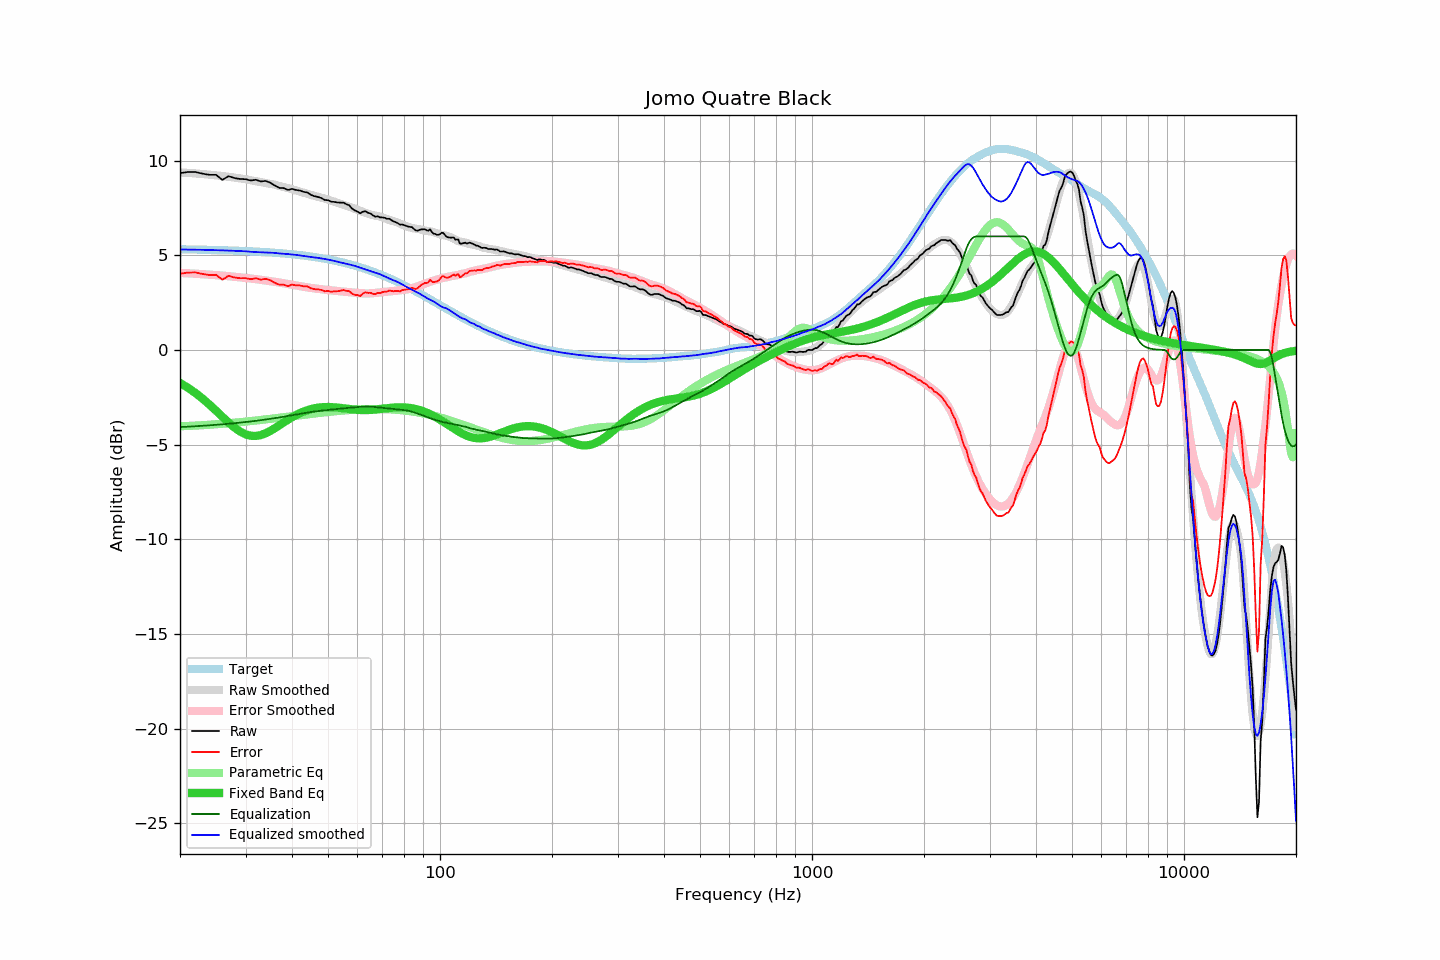 Jomo Quatre Black
Amplitude (dBr)
10
5
0
−5
−10
−15
−20
−25
Target
Raw Smoothed
Error Smoothed
Raw
Error
Parametric Eq
Fixed Band Eq
Equalization
Equalized smoothed
100
1000
10000
Frequency (Hz)